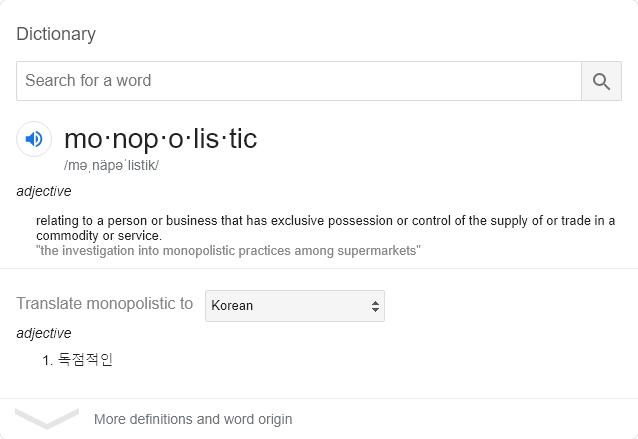 Dictionary
Search for a word
mo·nop·o·lis·tic
/məˌnäpəˈlistik/
adjective
relating to a person or business that has exclusive possession or control of the supply of or trade in a
commodity or service.
"the investigation into monopolistic practices among supermarkets"
Translate monopolistic to Korean
adjective
1. 독점적인
More definitions and word origin